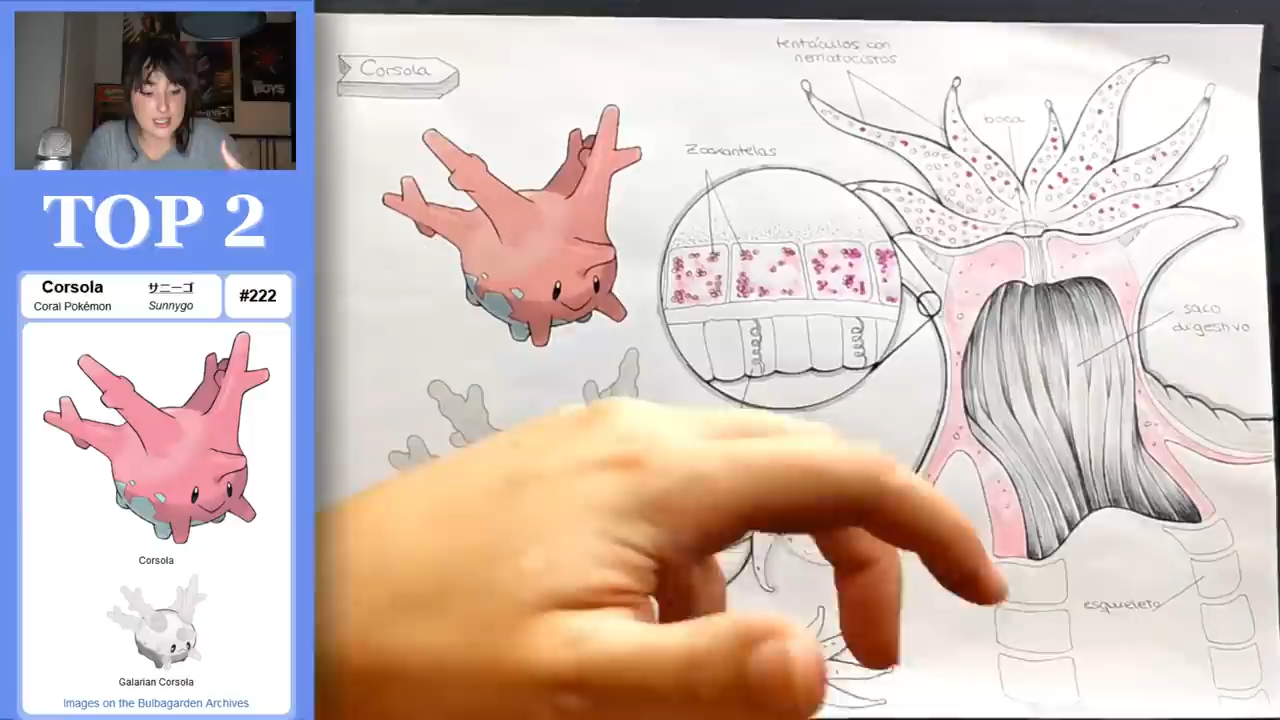 TOP 2
Corsola
Coral Pokémon
サニーゴ
Sunnygo
#222
Corsola
Galarian Corsola
Images on the Bulbagarden Archives
Corsola
tentáculos con
nematocistos
boca
Zooxantelas
saco
digestivo
esqueleto